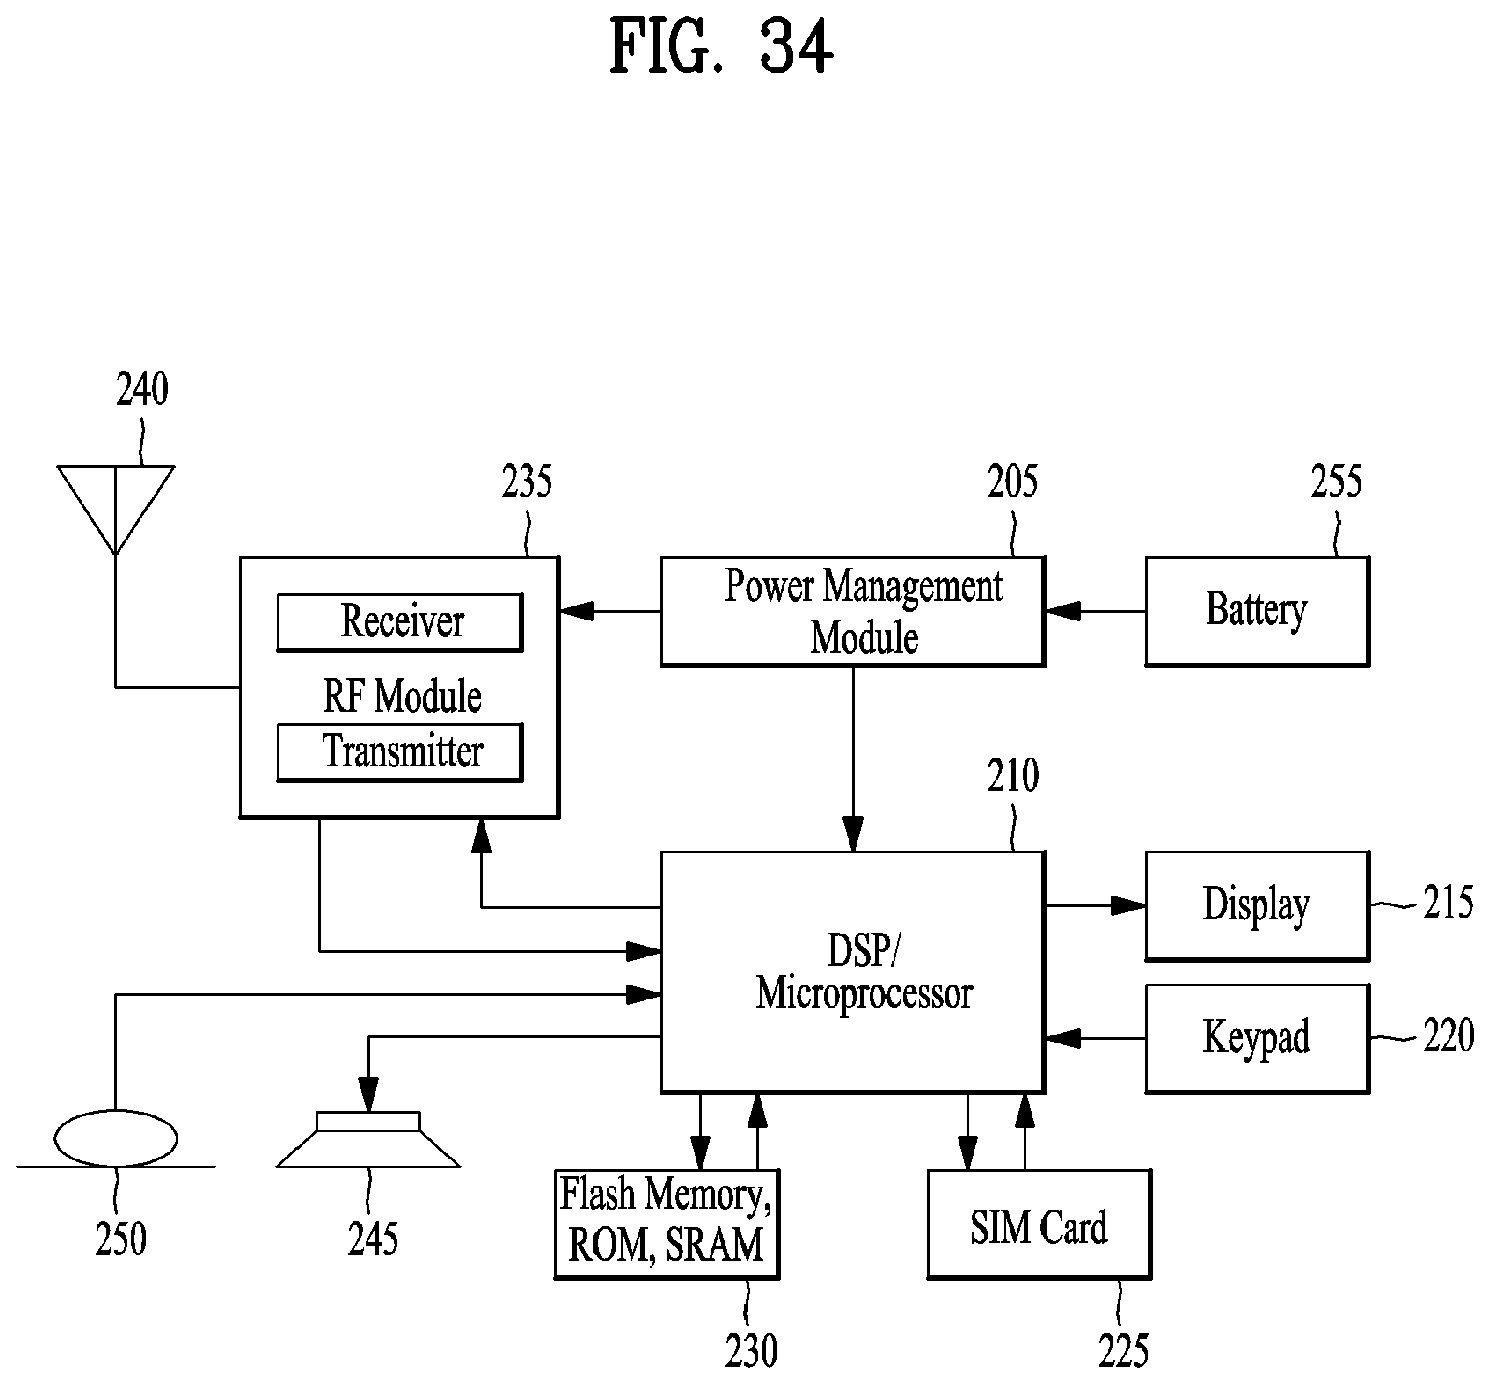 FIG. 34
240
235
205
255
Receiver
RF Module
Transmitter
Power Management
Module
Battery
210
DSP/
Microprocessor
Display
215
Keypad
220
250
245
Flash Memory,
ROM, SRAM
SIM Card
230
225